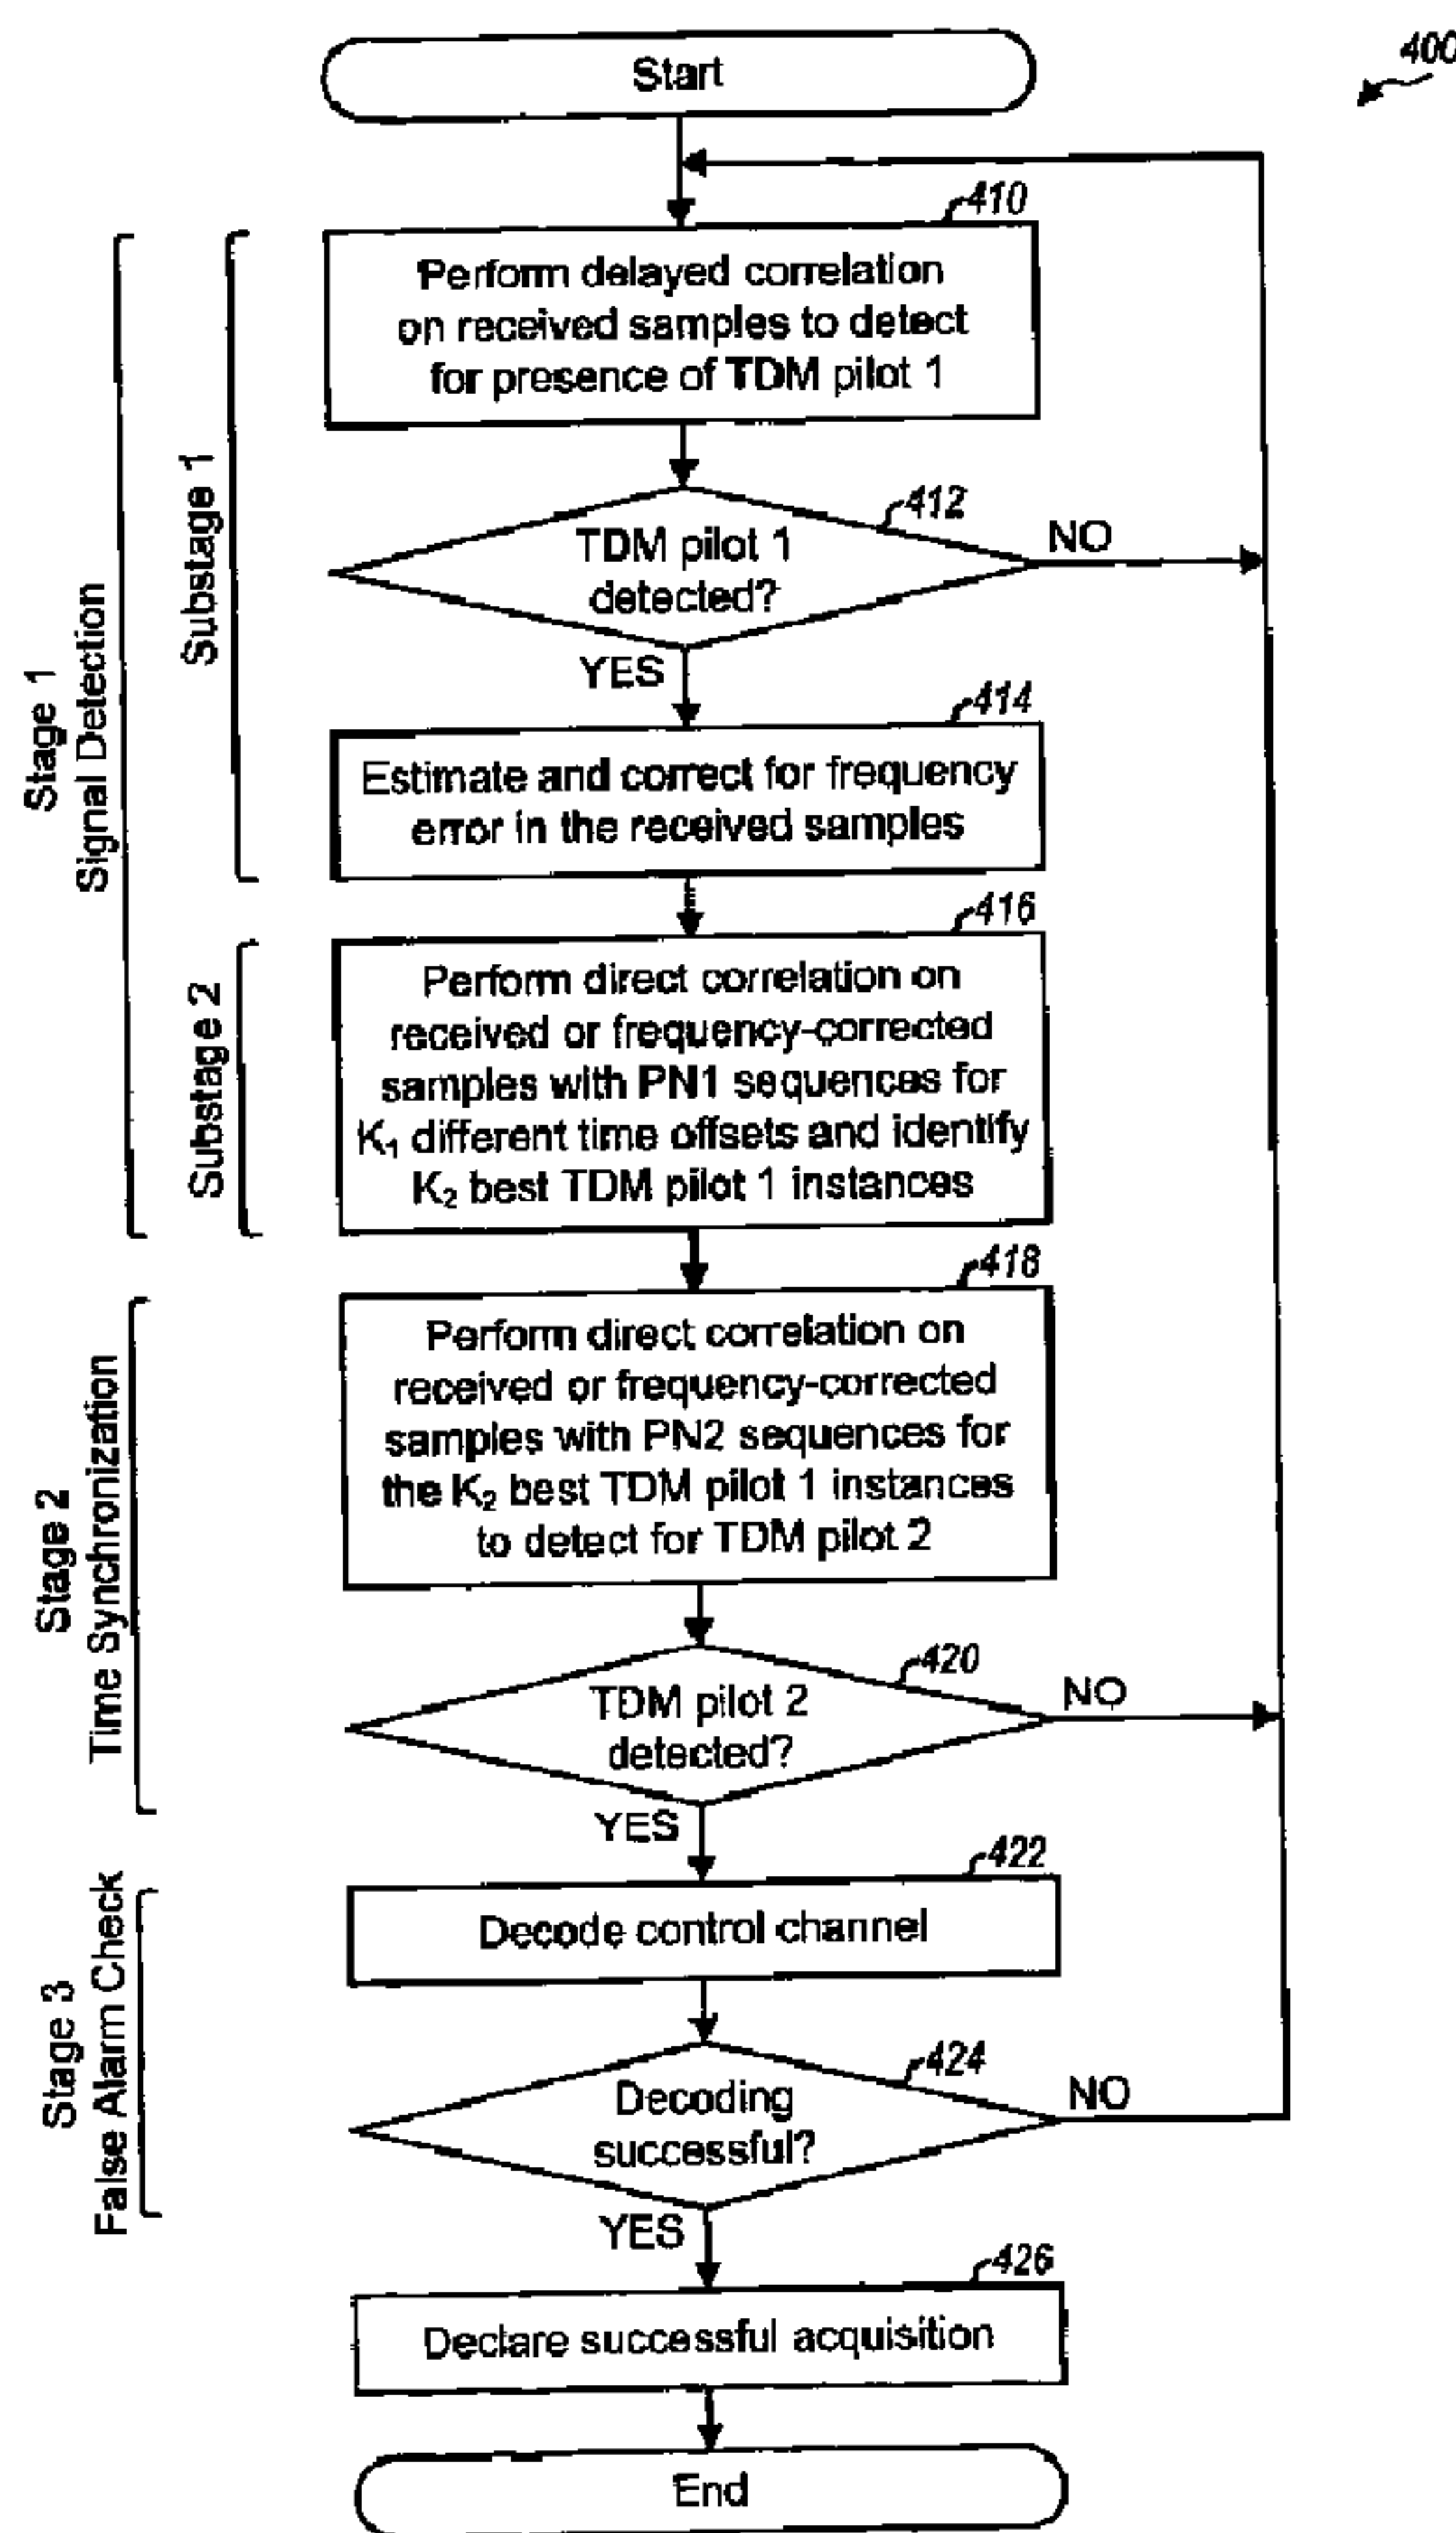 400
Start
410
Perform delayed correlation
on received samples to detect
for presence of TDM pilot 1
412
TDM pilot 1
detected?
NO
YES
414
Estimate and correct for frequency
error in the received samples
416
Perform direct correlation on
received or frequency-corrected
samples with PN1 sequences for
K₁ different time offsets and identify
K₂ best TDM pilot 1 instances
418
Perform direct correlation on
received or frequency-corrected
samples with PN2 sequences for
the K₂ best TDM pilot 1 instances
to detect for TDM pilot 2
420
TDM pilot 2
detected?
NO
YES
422
Decode control channel
424
Decoding
successful?
NO
YES
426
Declare successful acquisition
End
Stage 1
Signal Detection
Substage 1
Substage 2
Stage 2
Time Synchronization
Stage 3
False Alarm Check